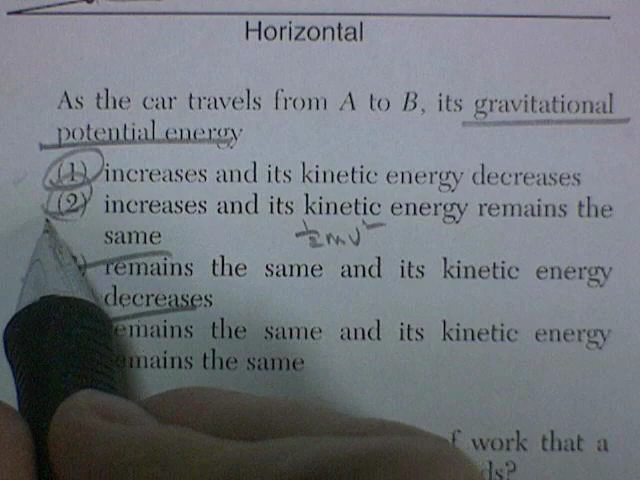 Horizontal
As the car travels from A to B, its gravitational
potential energy
(1) increases and its kinetic energy decreases
(2) increases and its kinetic energy remains the
same
½mv²
remains the same and its kinetic energy
decreases
remains the same and its kinetic energy
remains the same
work that a